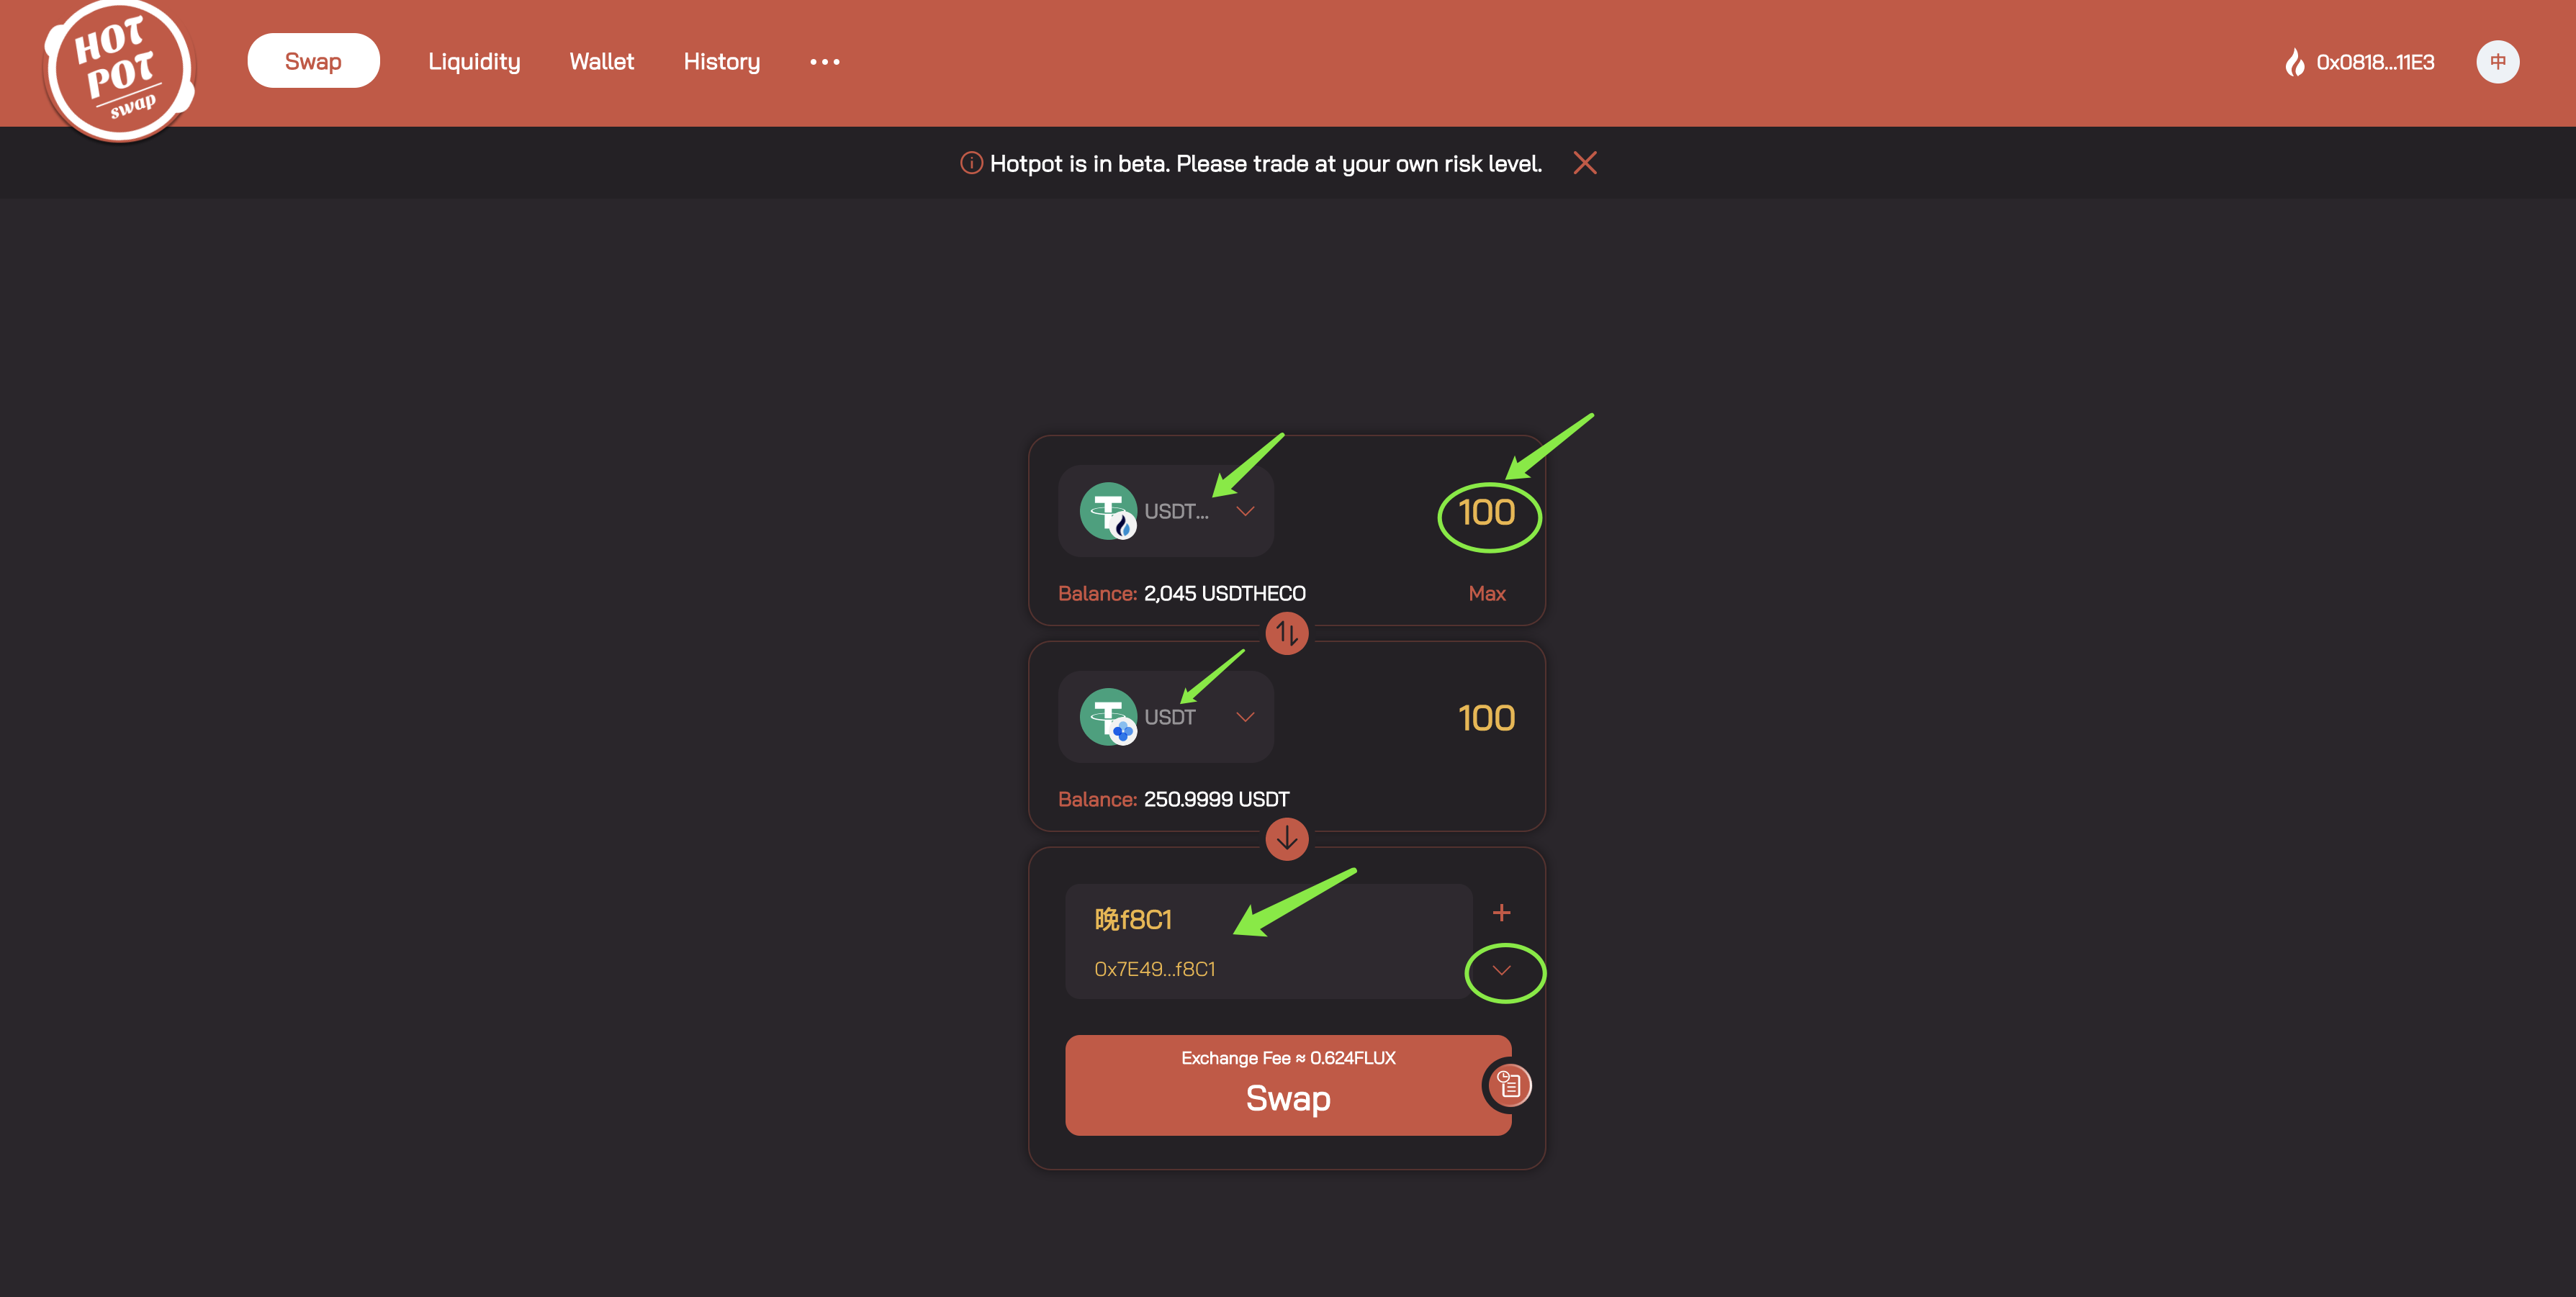 HOT
POT
swap
Swap Liquidity Wallet History ...
0x0818...11E3
中
Hotpot is in beta. Please trade at your own risk level.
USDT...
100
Balance: 2,045 USDTHECO
Max
USDT
100
Balance: 250.9999 USDT
晚f8C1
0x7E49...f8C1
Exchange Fee ≈ 0.624FLUX
Swap